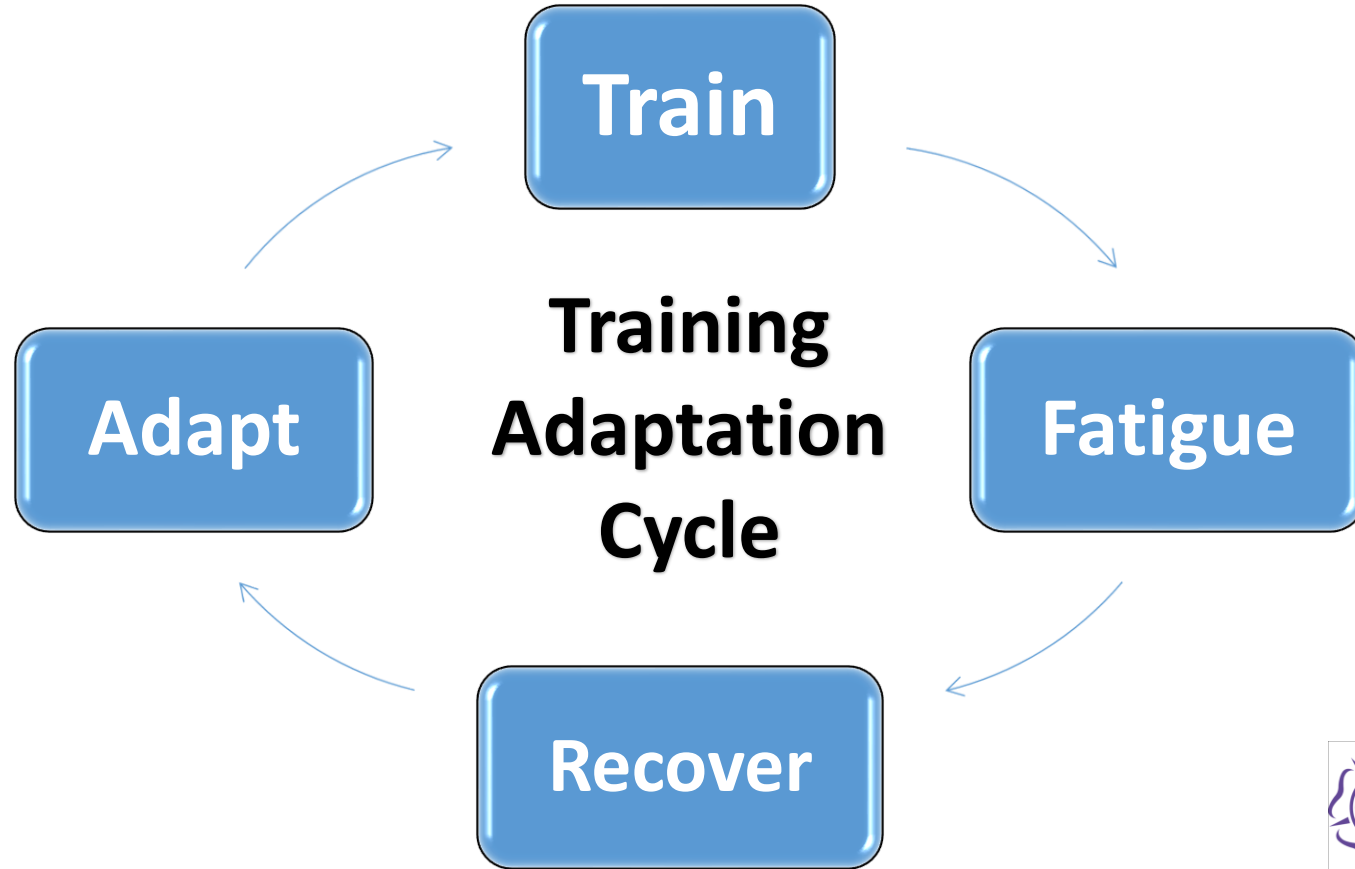 Train
Training
Adaptation
Cycle
Adapt
Fatigue
Recover